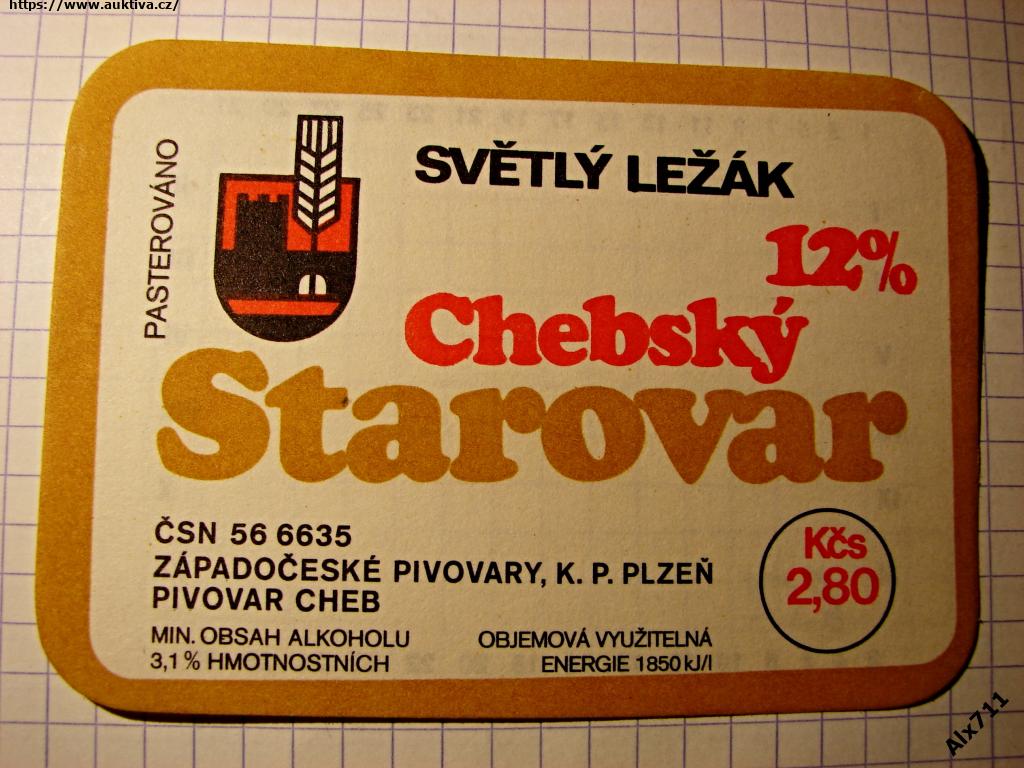 https://www.auktiva.cz/
PASTEROVÁNO
SVĚTLÝ LEŽÁK
12%
Chebský
Starovar
ČSN 56 6635
ZÁPADOČESKÉ PIVOVARY, K. P. PLZEŇ
PIVOVAR CHEB
MIN. OBSAH ALKOHOLU
3,1 % HMOTNOSTNÍCH
OBJEMOVÁ VYUŽITELNÁ
ENERGIE 1850 kJ/l
Kčs
2,80
Alx711